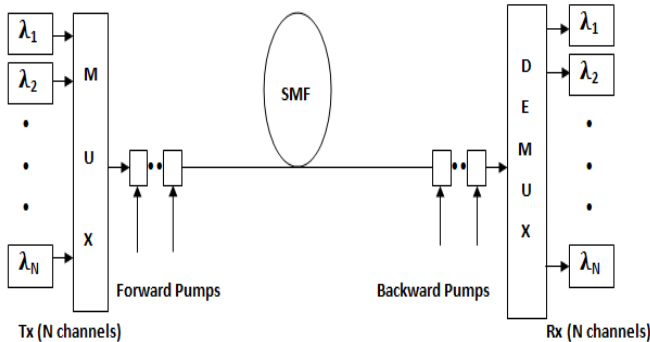 λ1
λ2
λN
M
U
X
Tx (N channels)
Forward Pumps
SMF
Backward Pumps
D
E
M
U
X
λ1
λ2
λN
Rx (N channels)